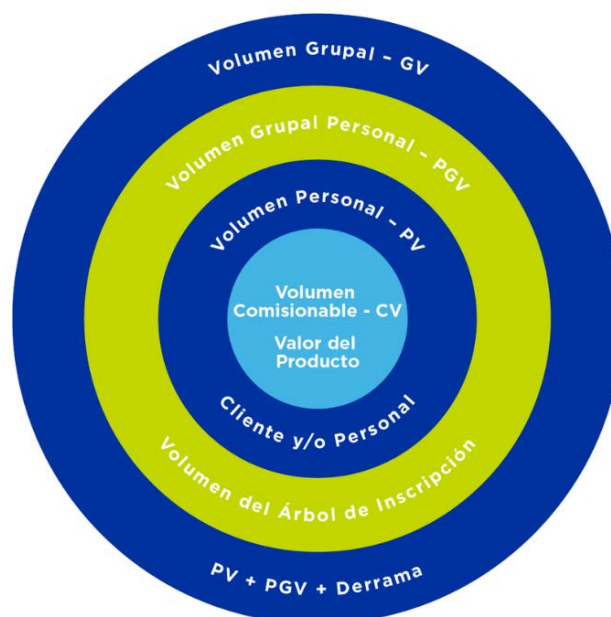 Volumen Grupal – GV
Volumen Grupal Personal – PGV
Volumen Personal – PV
Volumen
Comisionable - CV
Valor del
Producto
Cliente y/o Personal
Volumen del Árbol de Inscripción
PV + PGV + Derrama